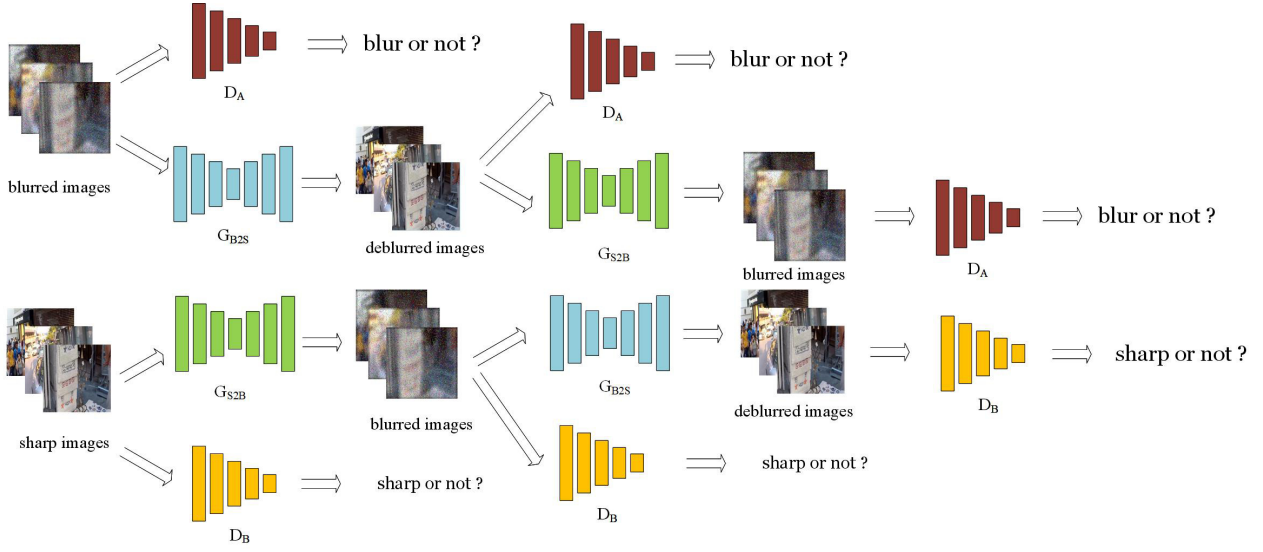 blur or not ?
D_A
blurred images
G_B2S
deblurred images
blur or not ?
D_A
G_S2B
blurred images
blur or not ?
D_A
sharp images
G_S2B
blurred images
G_B2S
deblurred images
sharp or not ?
D_B
sharp or not ?
D_B
sharp or not ?
D_B